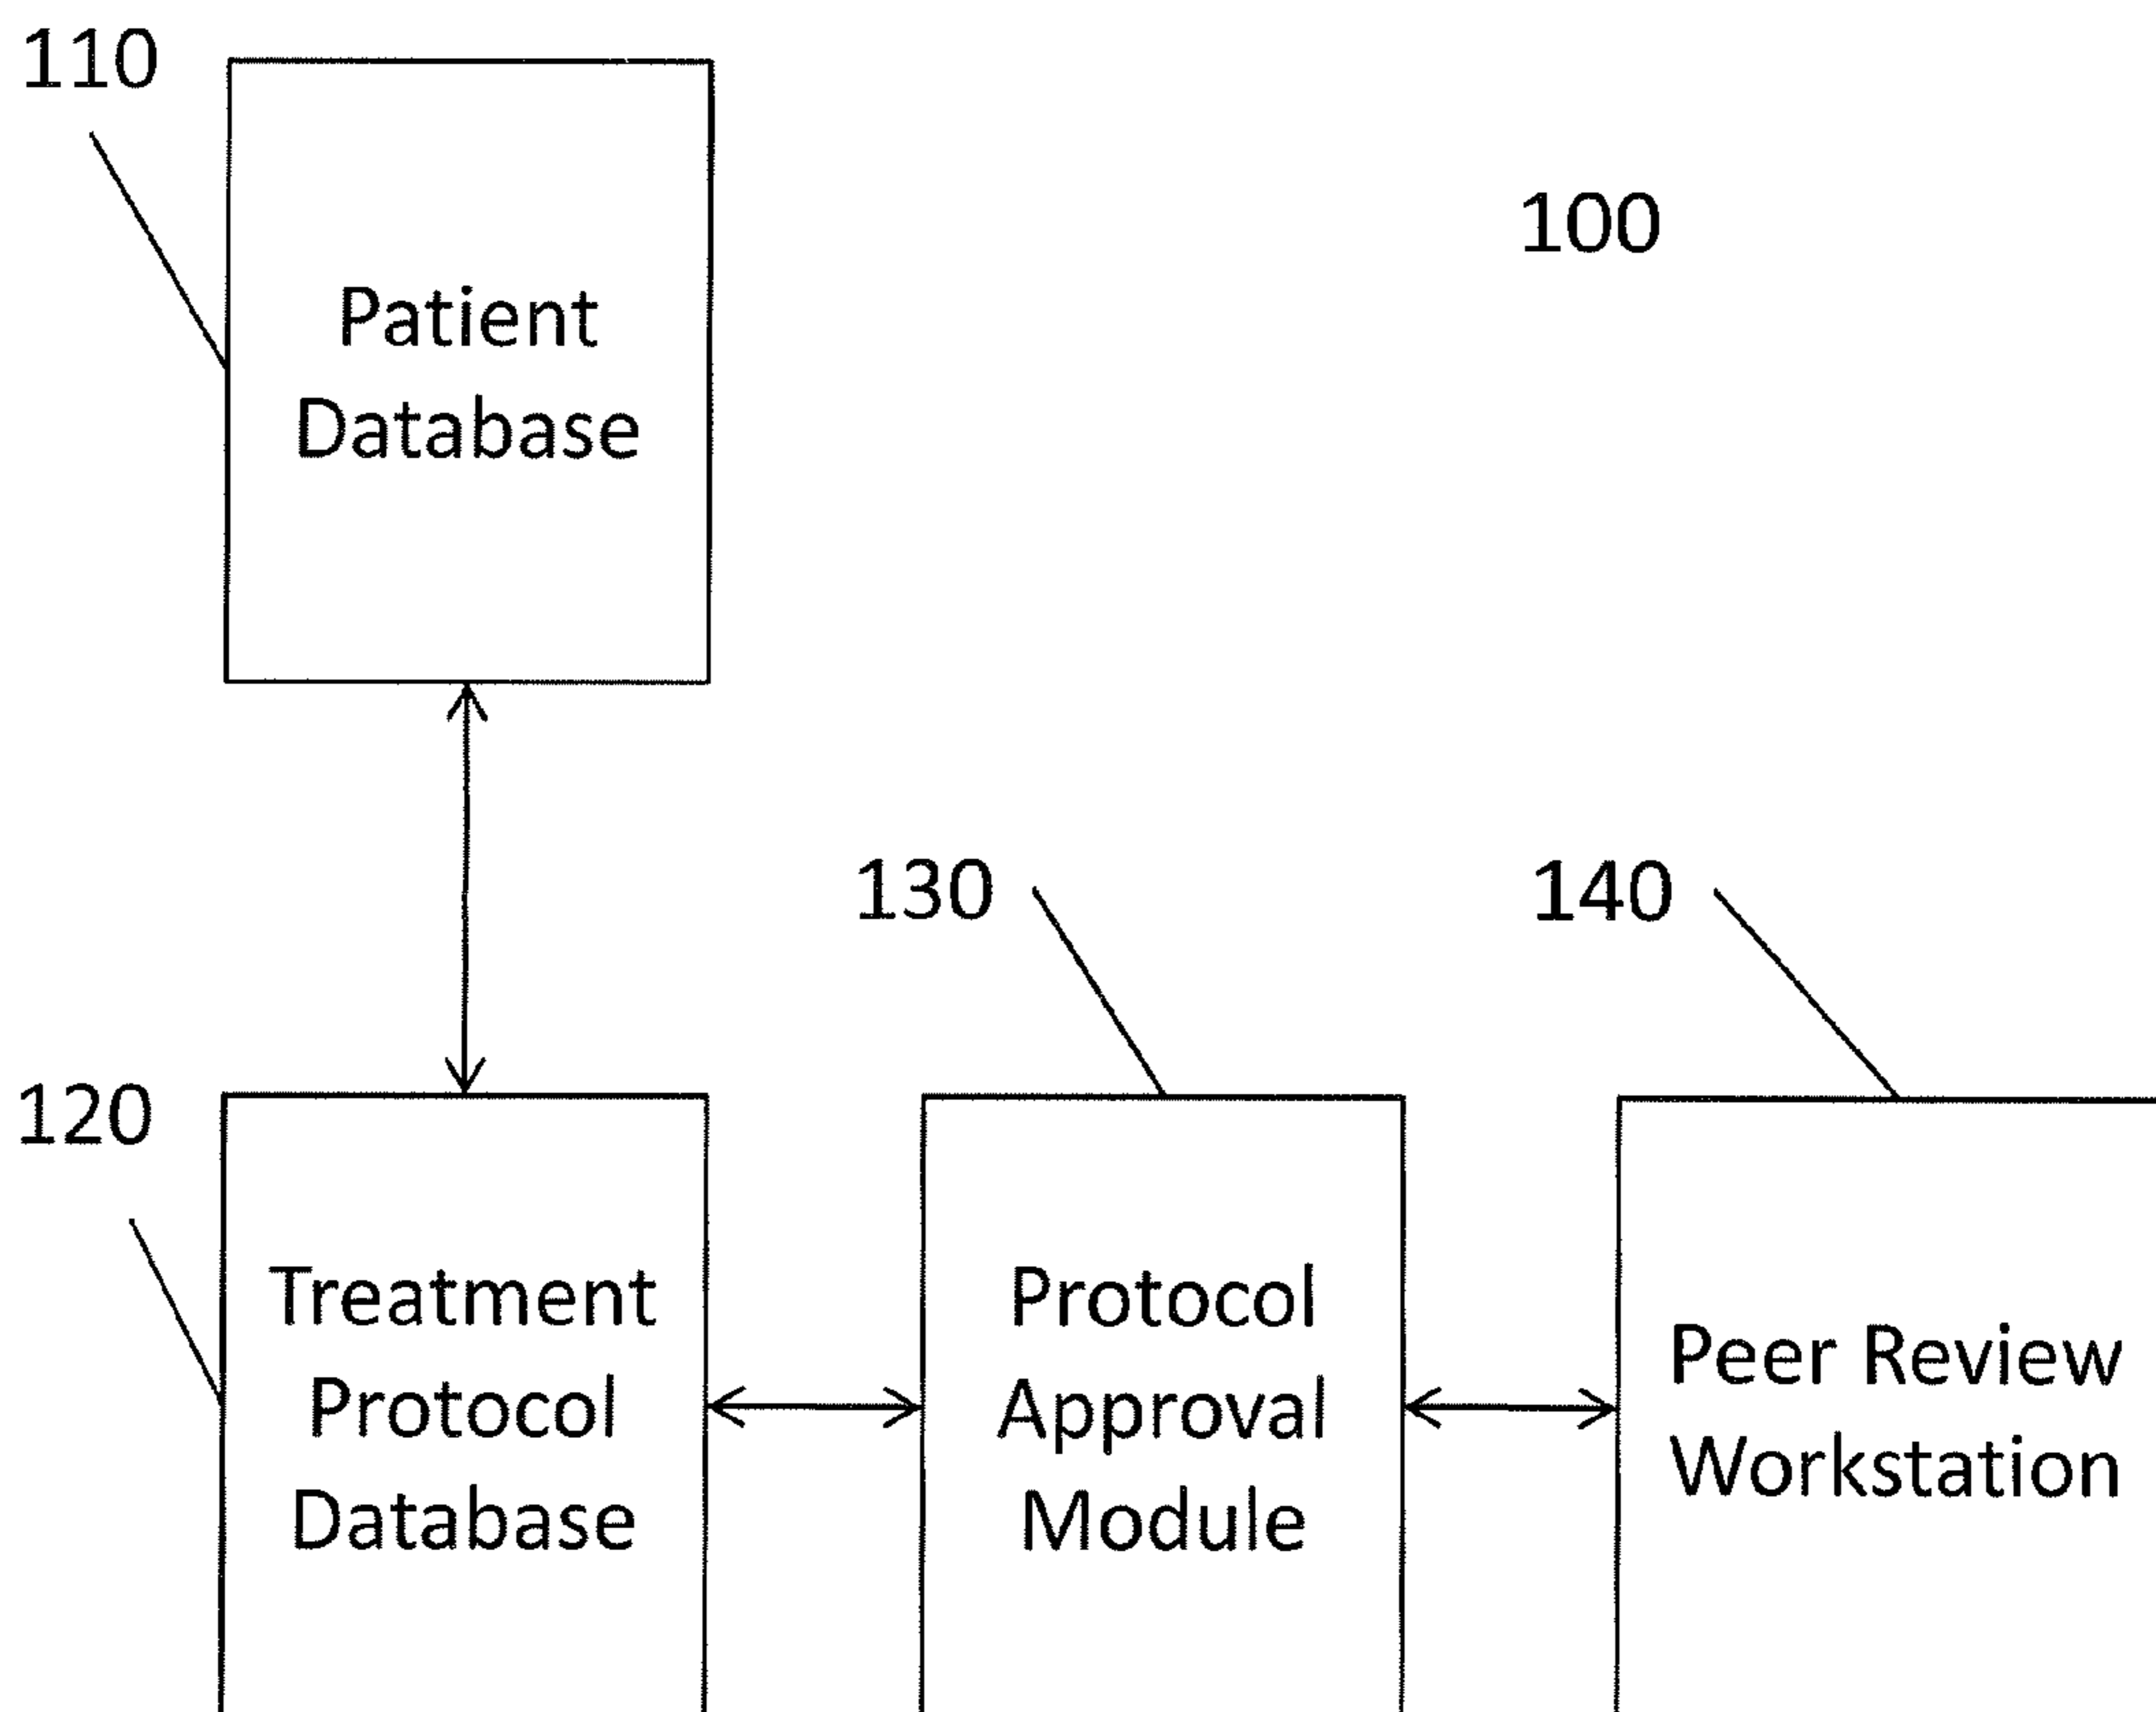 110
Patient
Database
100
130
140
120
Treatment
Protocol
Database
Protocol
Approval
Module
Peer Review
Workstation